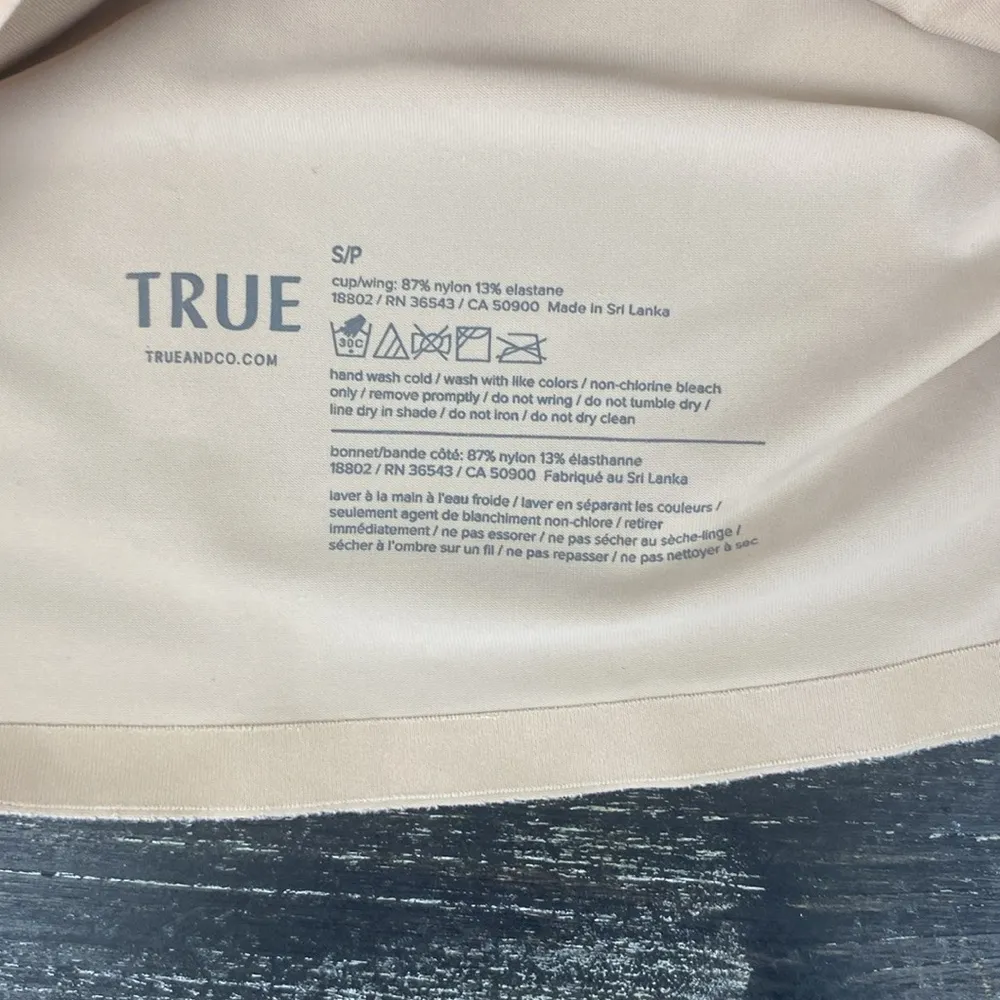 TRUE
TRUEANDCO.COM
S/P
cup/wing: 87% nylon 13% elastane
18802 / RN 36543 / CA 50900 Made in Sri Lanka
30C
hand wash cold / wash with like colors / non-chlorine bleach
only / remove promptly / do not wring / do not tumble dry /
line dry in shade / do not iron / do not dry clean
bonnet/bande côté: 87% nylon 13% élasthanne
18802 / RN 36543 / CA 50900 Fabriqué au Sri Lanka
laver à la main à l'eau froide / laver en séparant les couleurs /
seulement agent de blanchiment non-chlore / retirer
immédiatement / ne pas essorer / ne pas sécher au sèche-linge /
sécher à l'ombre sur un fil / ne pas repasser / ne pas nettoyer à sec